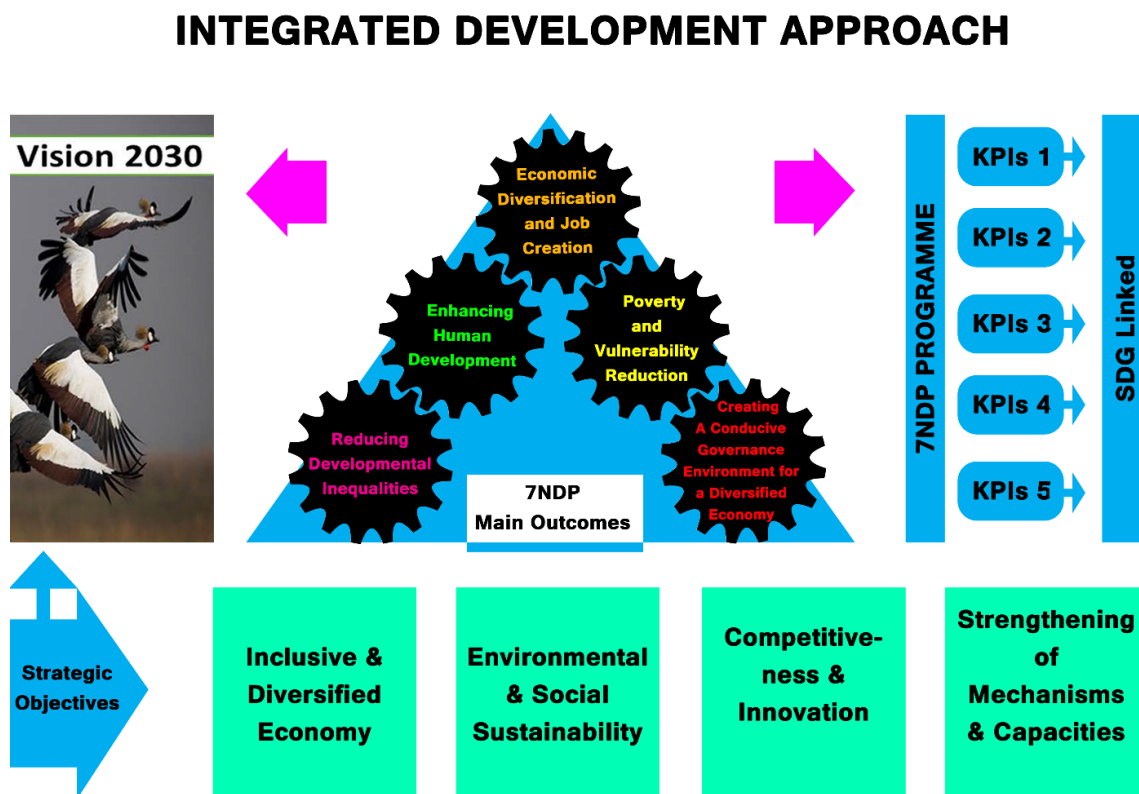 INTEGRATED DEVELOPMENT APPROACH
Vision 2030
Economic
Diversification
and Job
Creation
Enhancing
Human
Development
Poverty
and
Vulnerability
Reduction
Reducing
Developmental
Inequalities
Creating
A Conducive
Governance
Environment for
a Diversified
Economy
7NDP
Main Outcomes
7NDP PROGRAMME
KPIs 1
KPIs 2
KPIs 3
KPIs 4
KPIs 5
SDG Linked
Strategic
Objectives
Inclusive &
Diversified
Economy
Environmental
& Social
Sustainability
Competitive-
ness &
Innovation
Strengthening
of
Mechanisms
& Capacities